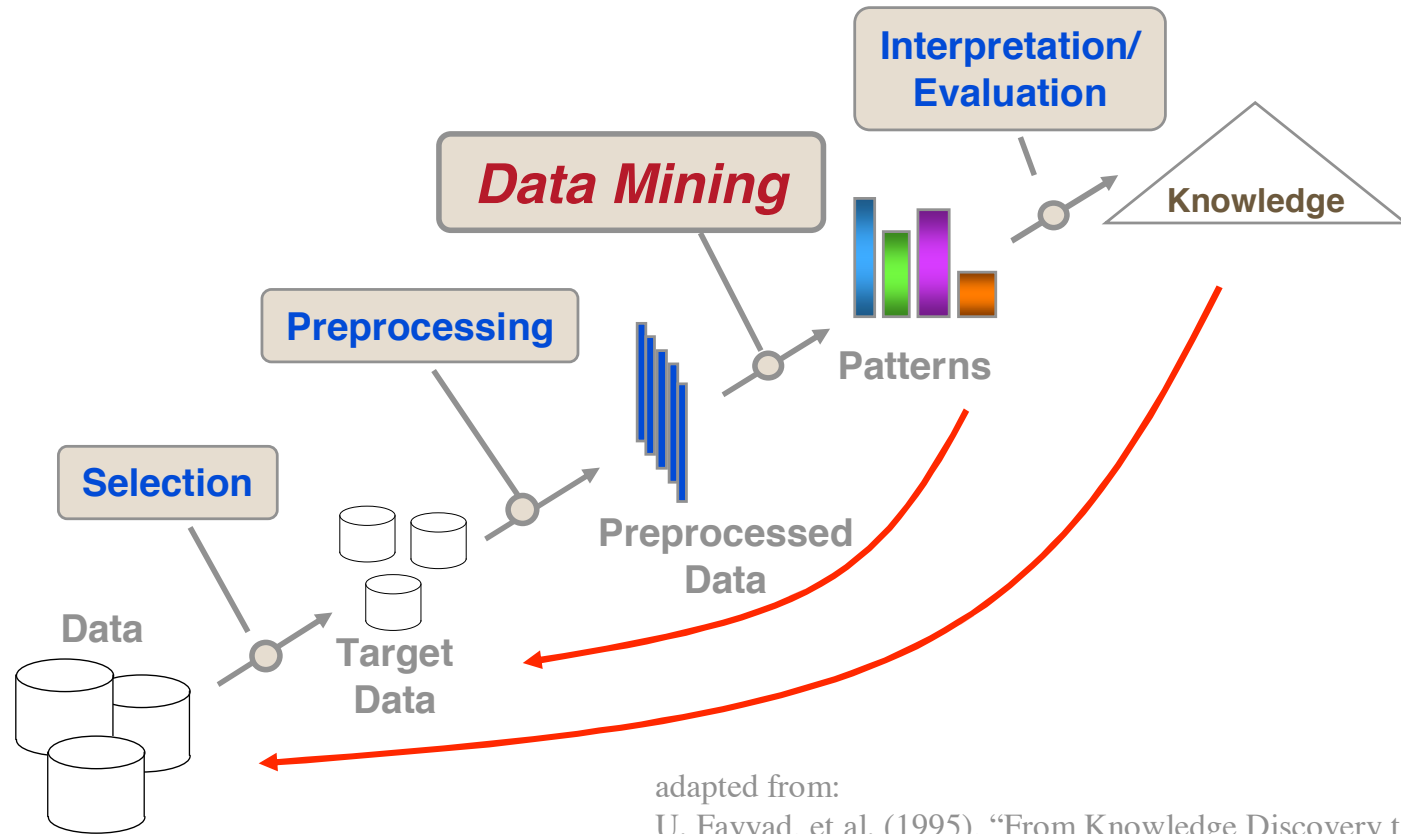 Interpretation/
Evaluation
Data Mining
Knowledge
Preprocessing
Patterns
Selection
Preprocessed
Data
Data
Target
Data
adapted from:
U. Fayyad, et al. (1995), “From Knowledge Discovery t